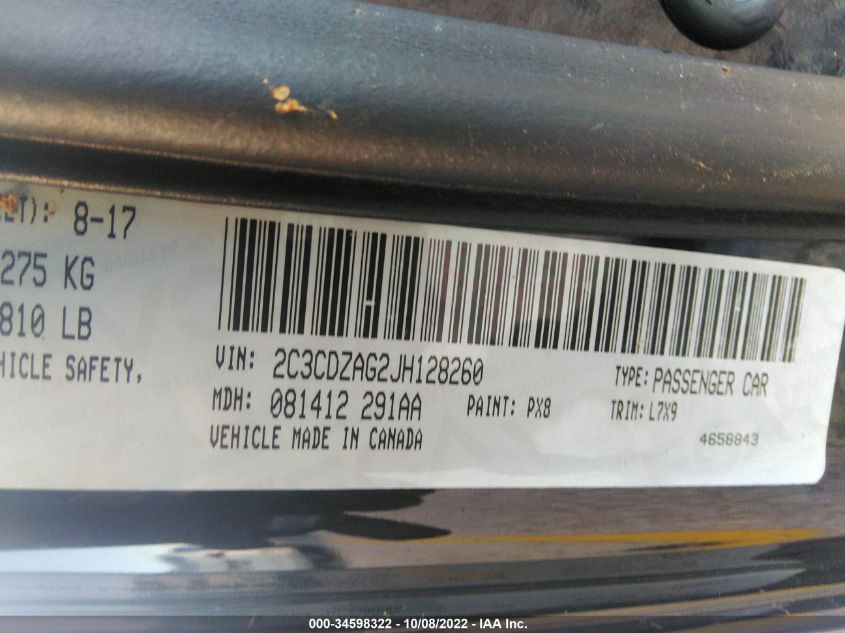 LT): 8-17
275 KG
810 LB
HICLE SAFETY,
VIN: 2C3CDZAG2JH128260
TYPE: PASSENGER CAR
MDH: 081412 291AA
PAINT: PX8
TRIM: L7X9
VEHICLE MADE IN CANADA
4658843
000-34598322 - 10/08/2022 - IAA Inc.